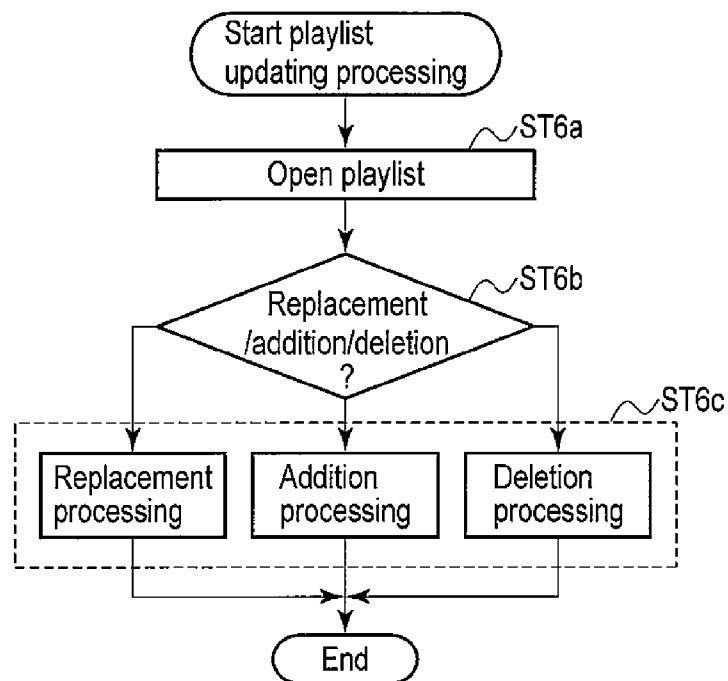 Start playlist
updating processing
ST6a
Open playlist
ST6b
Replacement
/addition/deletion
?
ST6c
Replacement
processing
Addition
processing
Deletion
processing
End